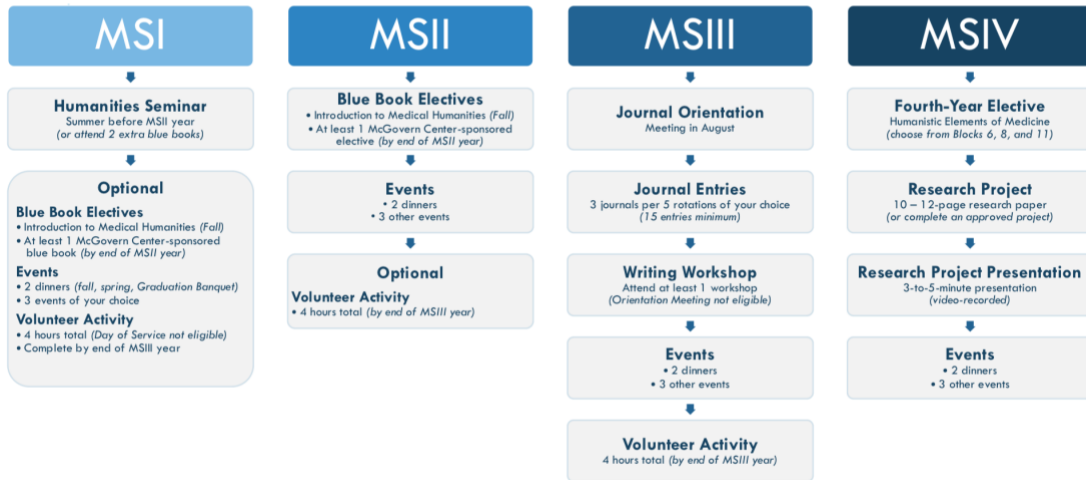 MSI
Humanities Seminar
Summer before MSII year
(or attend 2 extra blue books)
Optional
Blue Book Electives
• Introduction to Medical Humanities (Fall)
• At least 1 McGovern Center-sponsored
blue book (by end of MSII year)
Events
• 2 dinners (fall, spring, Graduation Banquet)
• 3 events of your choice
Volunteer Activity
• 4 hours total (Day of Service not eligible)
• Complete by end of MSIII year
MSII
Blue Book Electives
• Introduction to Medical Humanities (Fall)
• At least 1 McGovern Center-sponsored
elective (by end of MSII year)
Events
• 2 dinners
• 3 other events
Optional
Volunteer Activity
• 4 hours total (by end of MSIII year)
MSIII
Journal Orientation
Meeting in August
Journal Entries
3 journals per 5 rotations of your choice
(15 entries minimum)
Writing Workshop
Attend at least 1 workshop
(Orientation Meeting not eligible)
Events
• 2 dinners
• 3 other events
Volunteer Activity
4 hours total (by end of MSIII year)
MSIV
Fourth-Year Elective
Humanistic Elements of Medicine
(choose from Blocks 6, 8, and 11)
Research Project
10 – 12-page research paper
(or complete an approved project)
Research Project Presentation
3-to-5-minute presentation
(video-recorded)
Events
• 2 dinners
• 3 other events